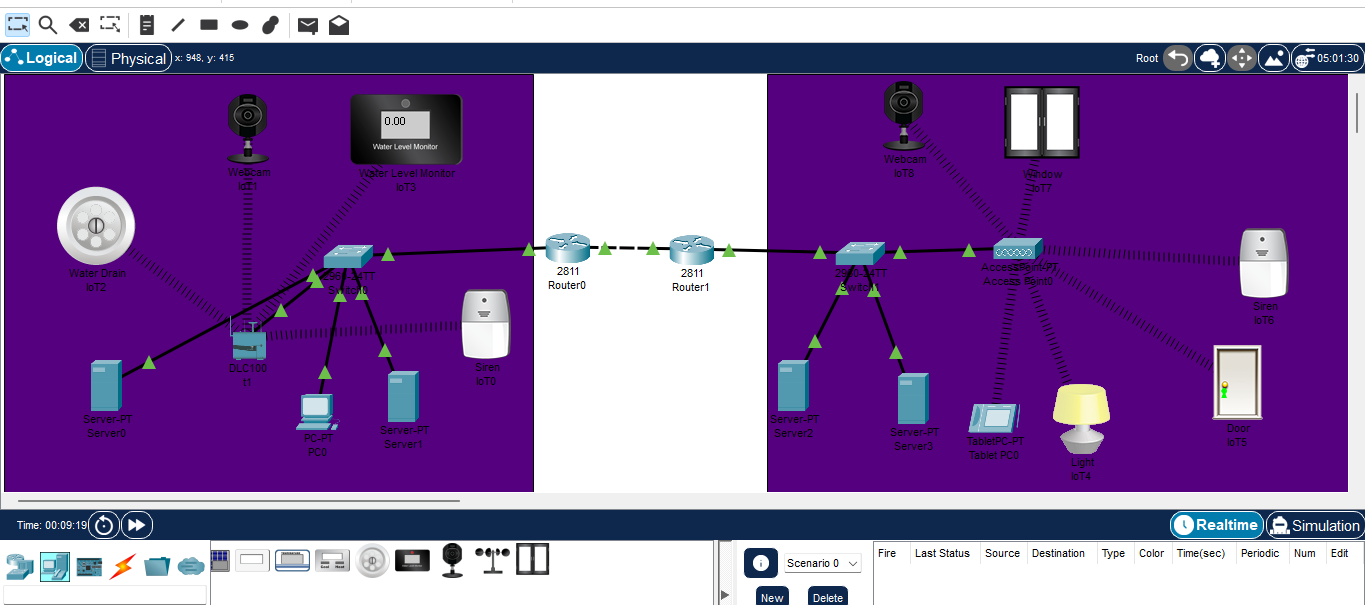 Logical
Physical
x: 948, y: 415
Root
05:01:30
Webcam
IoT1
0.00
Water Level Monitor
Water Level Monitor
IoT3
Water Drain
IoT2
2960-24TT
Switch0
Siren
IoT0
DLC100
t1
Server-PT
Server0
PC-PT
PC0
Server-PT
Server1
2811
Router0
2811
Router1
Webcam
IoT8
Window
IoT7
2960-24TT
Switch1
AccessPoint-PT
Access Point0
Siren
IoT6
Server-PT
Server2
Server-PT
Server3
TabletPC-PT
Tablet PC0
Light
IoT4
Door
IoT5
Time: 00:09:19
Realtime
Simulation
Scenario 0
New
Delete
Fire Last Status Source Destination Type Color Time(sec) Periodic Num Edit